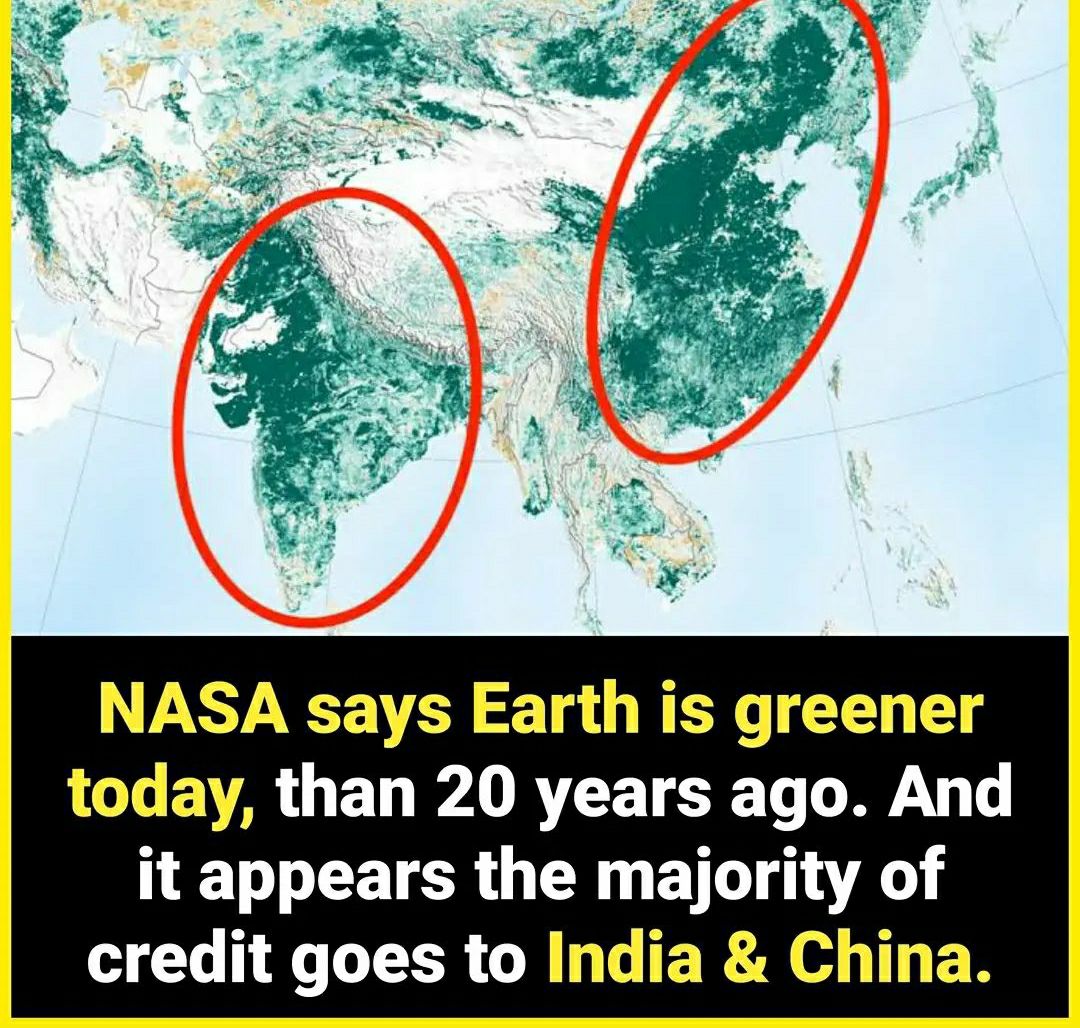 NASA says Earth is greener
today, than 20 years ago. And
it appears the majority of
credit goes to India & China.